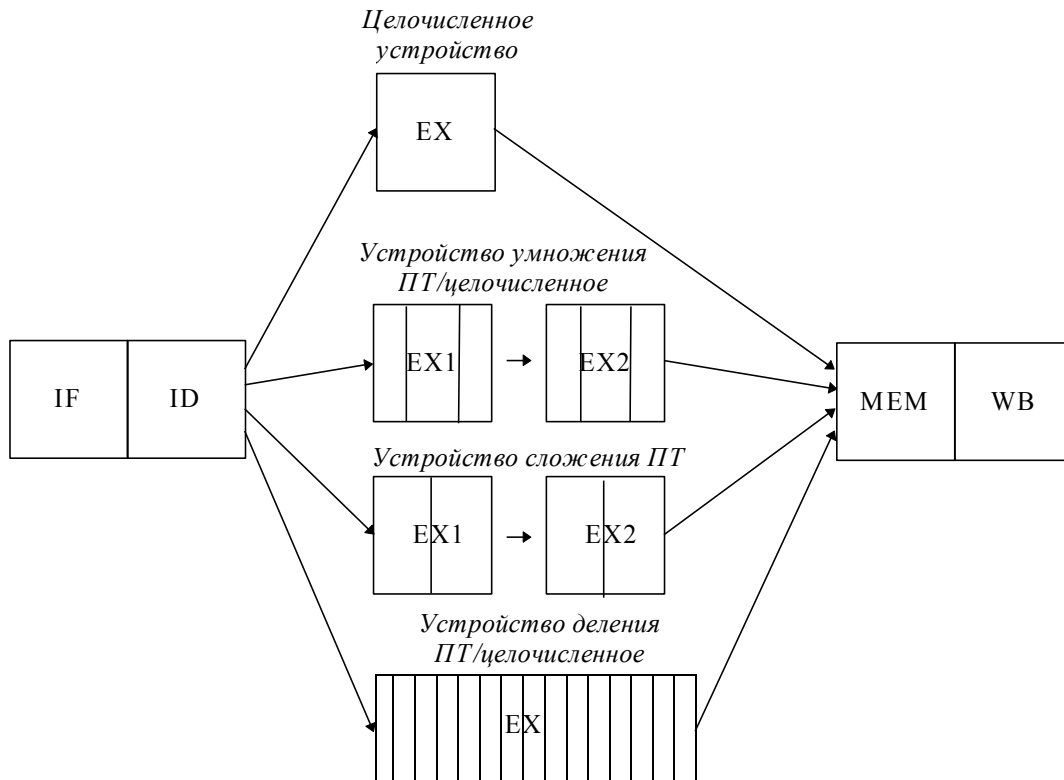 Целочисленное
устройство
EX
Устройство умножения
ПТ/целочисленное
EX1
EX2
IF
ID
MEM
WB
Устройство сложения ПТ
EX1
EX2
Устройство деления
ПТ/целочисленное
EX